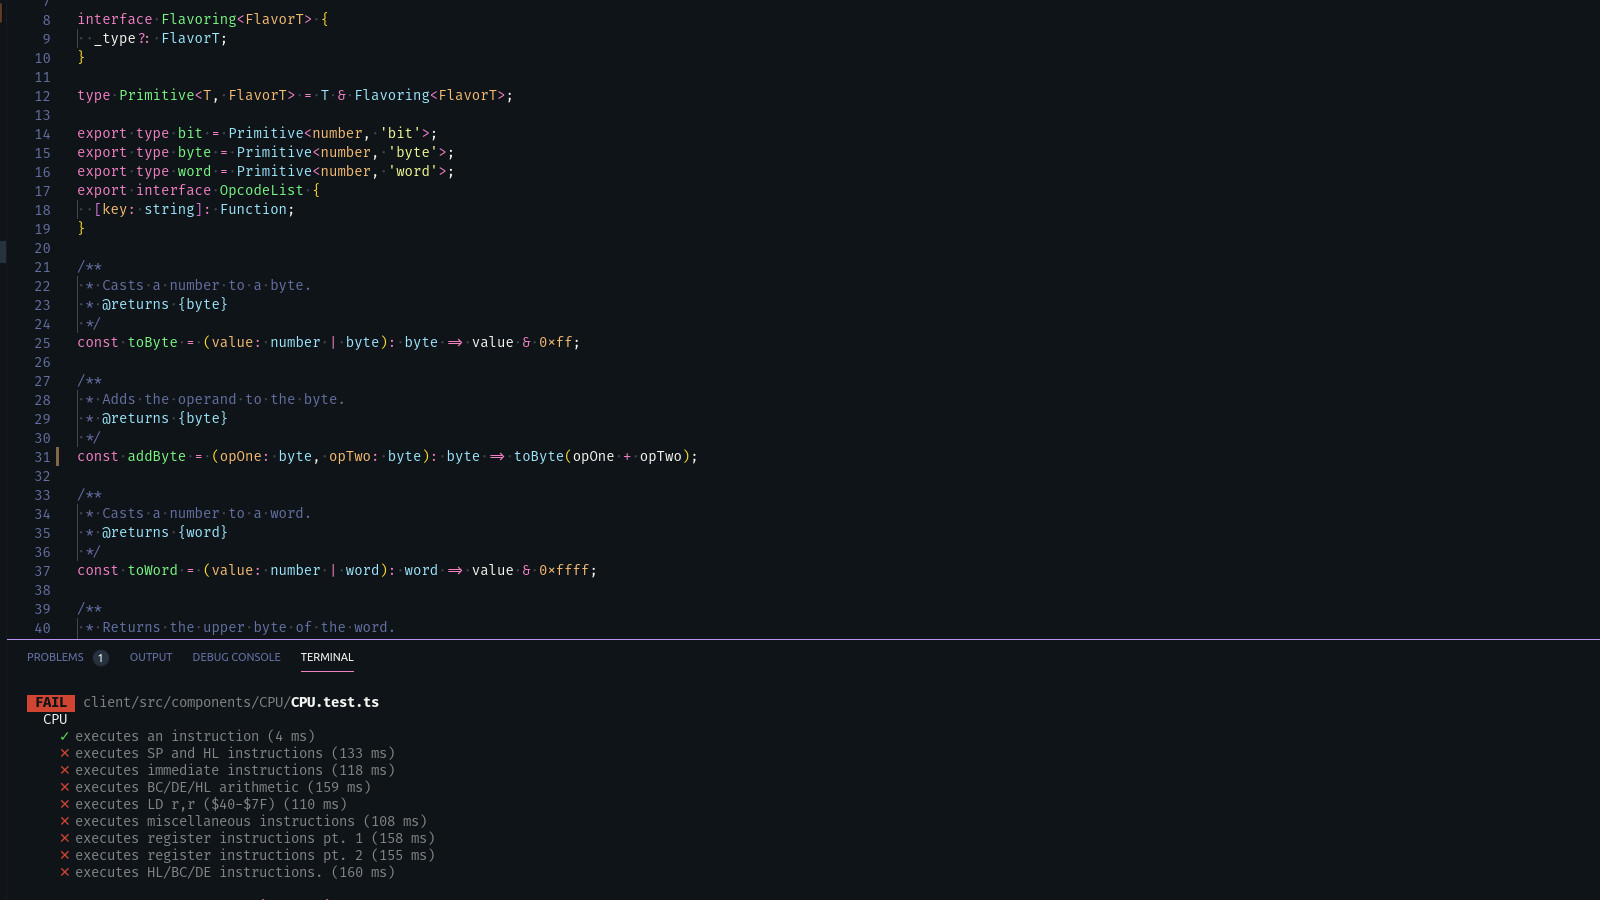 7
8 interface Flavoring<FlavorT> {
9 _type?: FlavorT;
10 }
11
12 type Primitive<T, FlavorT> = T & Flavoring<FlavorT>;
13
14 export type bit = Primitive<number, 'bit'>;
15 export type byte = Primitive<number, 'byte'>;
16 export type word = Primitive<number, 'word'>;
17 export interface OpcodeList {
18 [key: string]: Function;
19 }
20
21 /**
22 * Casts a number to a byte.
23 * @returns {byte}
24 */
25 const toByte = (value: number | byte): byte => value & 0xff;
26
27 /**
28 * Adds the operand to the byte.
29 * @returns {byte}
30 */
31 const addByte = (opOne: byte, opTwo: byte): byte => toByte(opOne + opTwo);
32
33 /**
34 * Casts a number to a word.
35 * @returns {word}
36 */
37 const toWord = (value: number | word): word => value & 0xffff;
38
39 /**
40 * Returns the upper byte of the word.
PROBLEMS 1 OUTPUT DEBUG CONSOLE TERMINAL
FAIL client/src/components/CPU/CPU.test.ts
CPU
✓ executes an instruction (4 ms)
✕ executes SP and HL instructions (133 ms)
✕ executes immediate instructions (118 ms)
✕ executes BC/DE/HL arithmetic (159 ms)
✕ executes LD r,r ($40-$7F) (110 ms)
✕ executes miscellaneous instructions (108 ms)
✕ executes register instructions pt. 1 (158 ms)
✕ executes register instructions pt. 2 (155 ms)
✕ executes HL/BC/DE instructions. (160 ms)